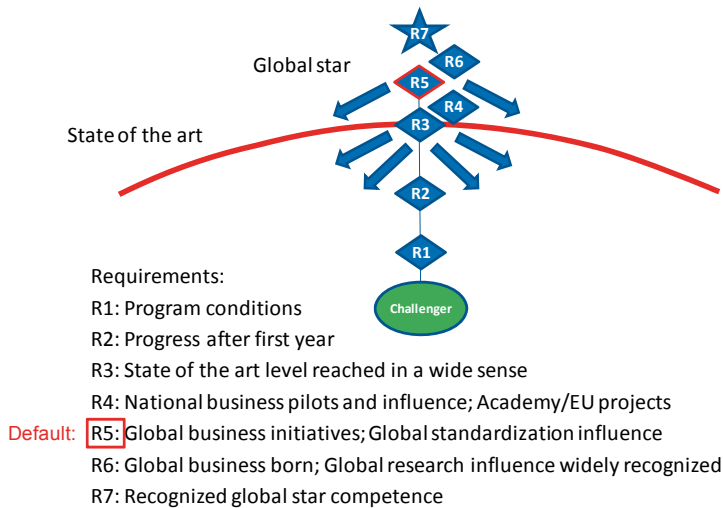 R7
Global star
R6
R5
R4
State of the art
R3
R2
R1
Requirements:
Challenger
R1: Program conditions
R2: Progress after first year
R3: State of the art level reached in a wide sense
R4: National business pilots and influence; Academy/EU projects
Default: R5: Global business initiatives; Global standardization influence
R6: Global business born; Global research influence widely recognized
R7: Recognized global star competence